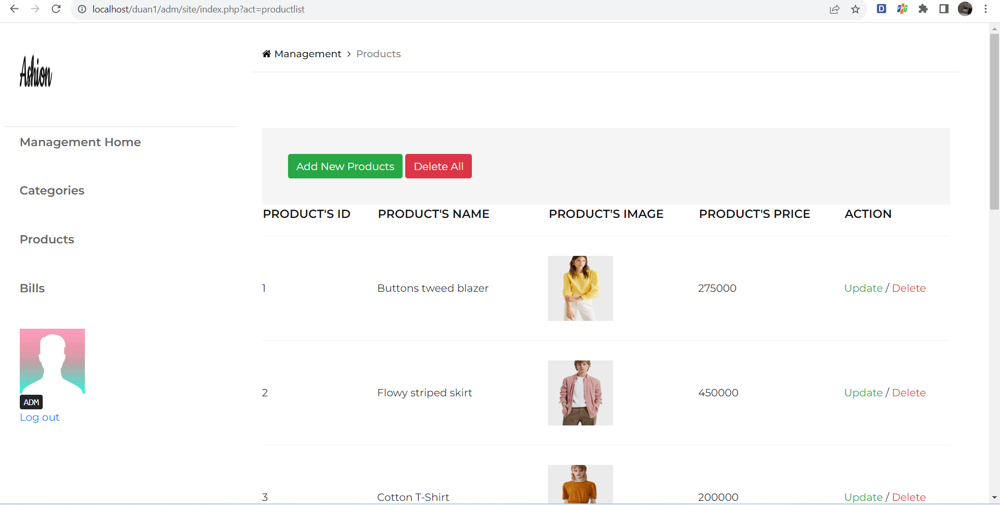 localhost/duan1/adm/site/index.php?act=productlist
D
FPT
Ashion
Management Home
Categories
Products
Bills
ADM
Log out
Management > Products
Add New Products Delete All
PRODUCT'S ID PRODUCT'S NAME PRODUCT'S IMAGE PRODUCT'S PRICE ACTION
1 Buttons tweed blazer 275000 Update / Delete
2 Flowy striped skirt 450000 Update / Delete
3 Cotton T-Shirt 200000 Update / Delete